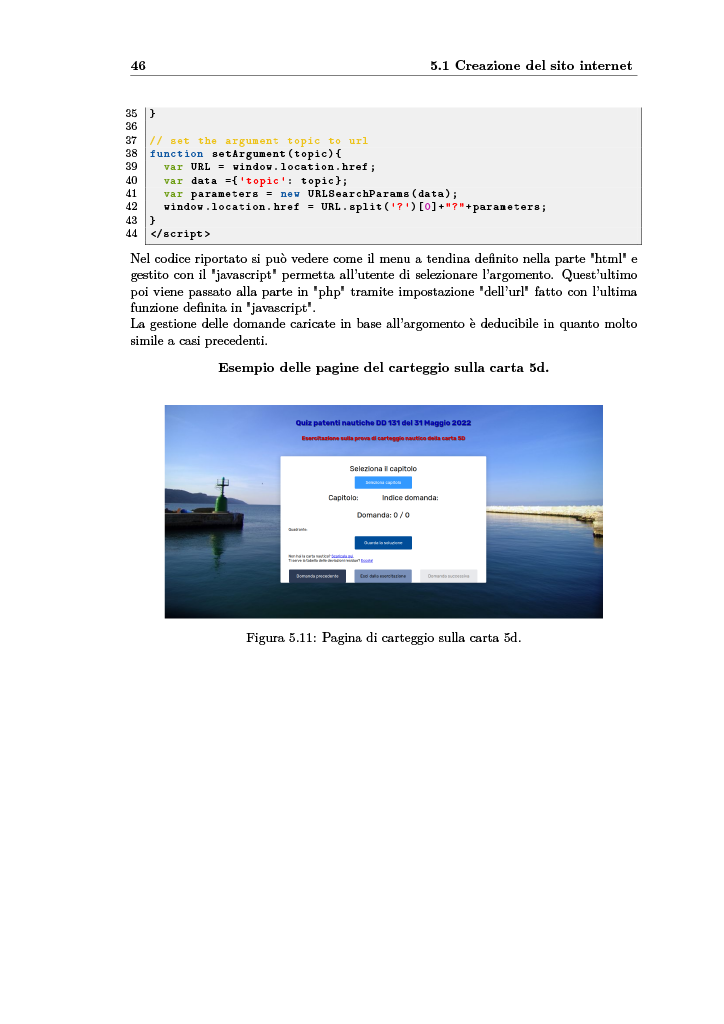 46 5.1 Creazione del sito internet
35 }
36
37 // set the argument topic to url
38 function setArgument(topic){
39 var URL = window.location.href;
40 var data ={'topic': topic};
41 var parameters = new URLSearchParams(data);
42 window.location.href = URL.split('?')[0]+"?"+parameters;
43 }
44 </script>
Nel codice riportato si può vedere come il menu a tendina definito nella parte "html" e
gestito con il "javascript" permetta all'utente di selezionare l'argomento. Quest'ultimo
poi viene passato alla parte in "php" tramite impostazione "dell'url" fatto con l'ultima
funzione definita in "javascript".
La gestione delle domande caricate in base all'argomento è deducibile in quanto molto
simile a casi precedenti.
Esempio delle pagine del carteggio sulla carta 5d.
Quiz patenti nautiche DD 131 del 31 Maggio 2022
Esercitazione sulla prova di carteggio nautico della carta 5D
Seleziona il capitolo
Seleziona capitolo
Capitolo: Indice domanda:
Domanda: 0 / 0
Quadrante:
Guarda la soluzione
Non hai la carta nautica? Scaricala qui
Ti serve la tabella delle deviazioni residue? Eccola!
Domanda precedente Esci dalla esercitazione Domanda successiva
Figura 5.11: Pagina di carteggio sulla carta 5d.